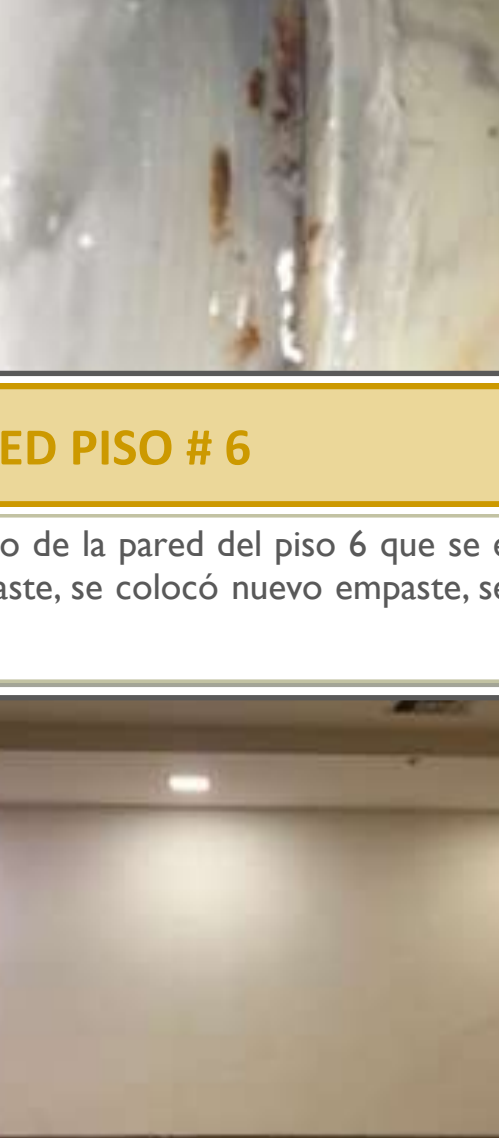 ED PISO # 6
o de la pared del piso 6 que se
aste, se colocó nuevo empaste, se